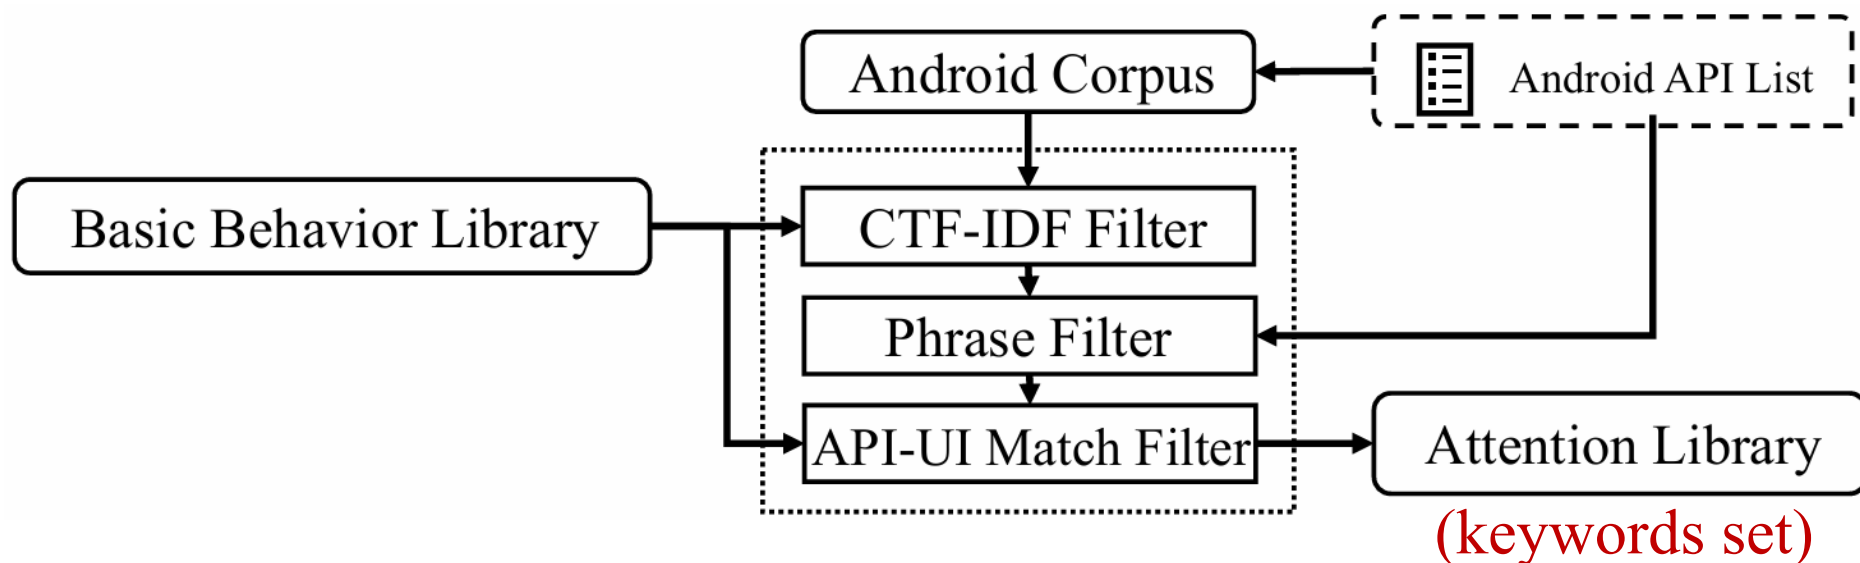 Android Corpus
Android API List
Basic Behavior Library
CTF-IDF Filter
Phrase Filter
API-UI Match Filter
Attention Library
(keywords set)